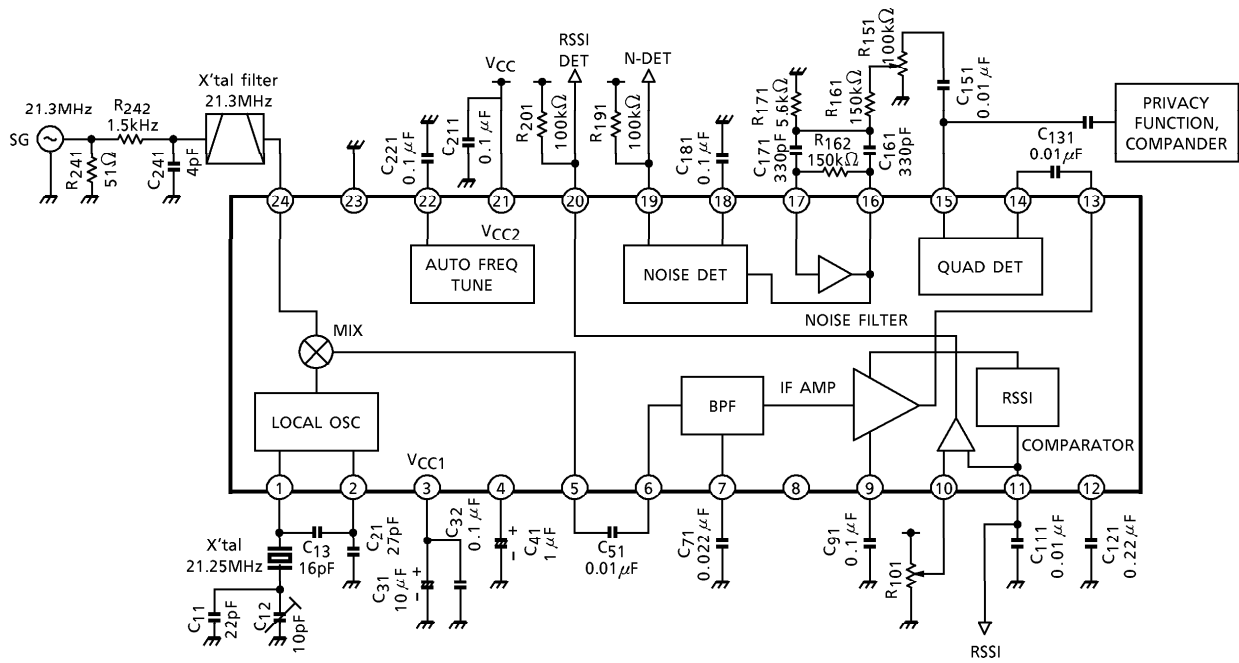 21.3MHz
SG
R241
51Ω
R242
1.5kHz
C241
4pF
X'tal filter
21.3MHz
C221
0.1μF
C211
0.1μF
VCC
R201
100kΩ
RSSI
DET
R191
100kΩ
N-DET
C181
0.1μF
R171
5.6kΩ
C171
330pF
R161
150kΩ
R162
150kΩ
C161
330pF
R151
100kΩ
C151
0.01μF
C131
0.01μF
PRIVACY
FUNCTION,
COMPANDER
C131
0.01μF
24
23
22
21
20
19
18
17
16
15
14
13
VCC2
AUTO FREQ
TUNE
NOISE DET
QUAD DET
NOISE FILTER
MIX
LOCAL OSC
BPF
IF AMP
RSSI
COMPARATOR
VCC1
1
2
3
4
5
6
7
8
9
10
11
12
X'tal
21.25MHz
C13
16pF
C21
27pF
C11
22pF
C12
10pF
C31
10μF
+
-
C32
0.1μF
C41
1μF
+
-
C51
0.01μF
C71
0.022μF
C91
0.1μF
R101
C111
0.01μF
C121
0.22μF
RSSI